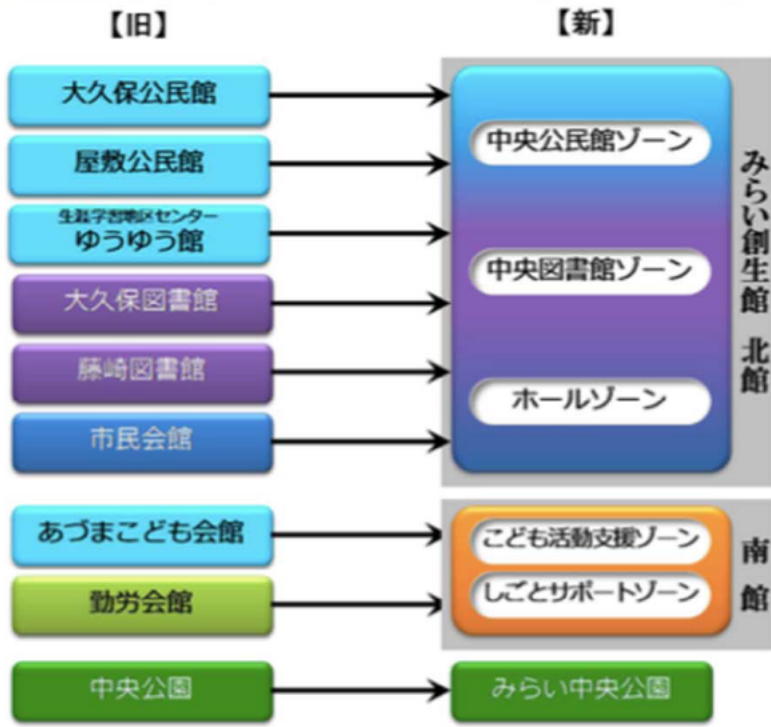 【旧】
【新】
大久保公民館
屋敷公民館
生涯学習地区センター
ゆうゆう館
大久保図書館
藤崎図書館
市民会館
中央公民館ゾーン
中央図書館ゾーン
ホールゾーン
みらい創生館 北館
あづまこども会館
勤労会館
こども活動支援ゾーン
しごとサポートゾーン
南館
中央公園
みらい中央公園